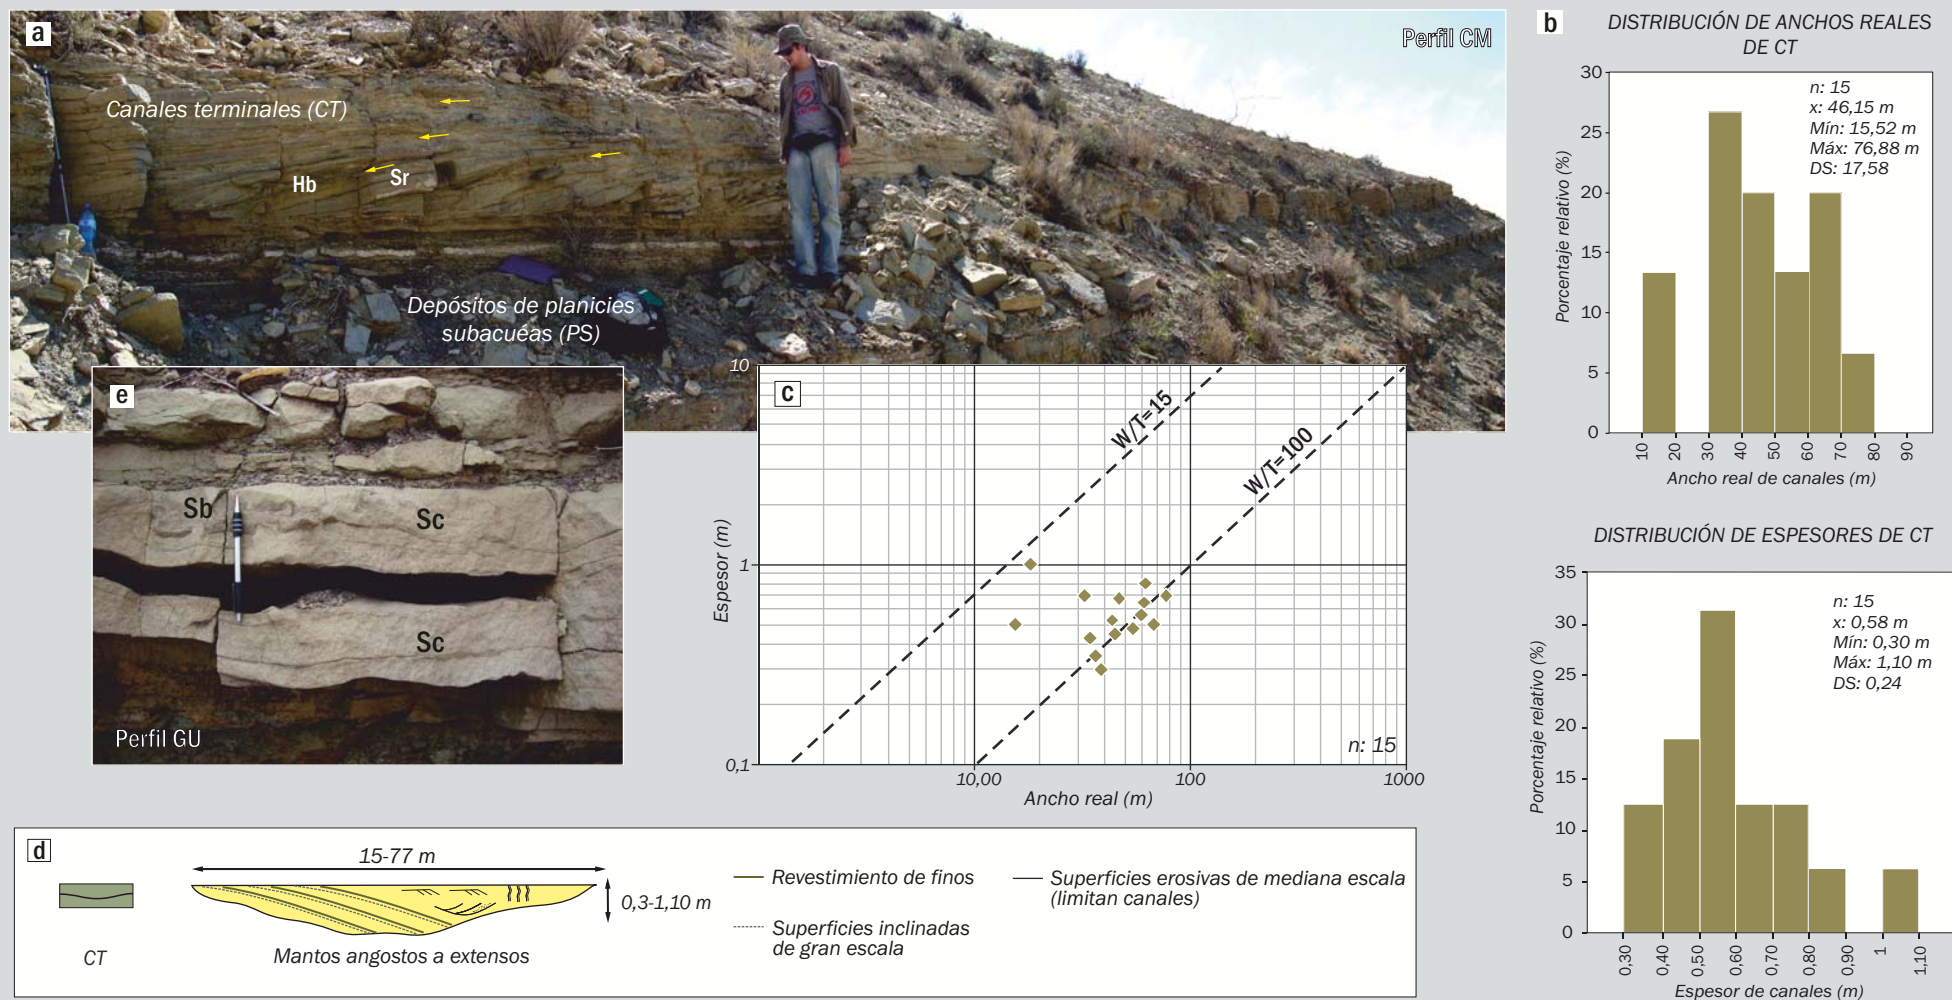 a
Perfil CM
Canales terminales (CT)
Hb
Sr
Depósitos de planicies
subacuéas (PS)
b
DISTRIBUCIÓN DE ANCHOS REALES
DE CT
Porcentaje relativo (%)
30
25
20
15
10
5
0
n: 15
x: 46,15 m
Mín: 15,52 m
Máx: 76,88 m
DS: 17,58
10
20
30
40
50
60
70
80
90
Ancho real de canales (m)
e
Sb
Sc
Sc
Perfil GU
c
Espesor (m)
10
1
0,1
W/T=15
W/T=100
n: 15
10,00
100
1000
Ancho real (m)
DISTRIBUCIÓN DE ESPESORES DE CT
Porcentaje relativo (%)
35
30
25
20
15
10
5
0
n: 15
x: 0,58 m
Mín: 0,30 m
Máx: 1,10 m
DS: 0,24
0,30
0,40
0,50
0,60
0,70
0,80
0,90
1
1,10
Espesor de canales (m)
d
CT
15-77 m
0,3-1,10 m
Mantos angostos a extensos
Revestimiento de finos
Superficies inclinadas
de gran escala
Superficies erosivas de mediana escala
(limitan canales)